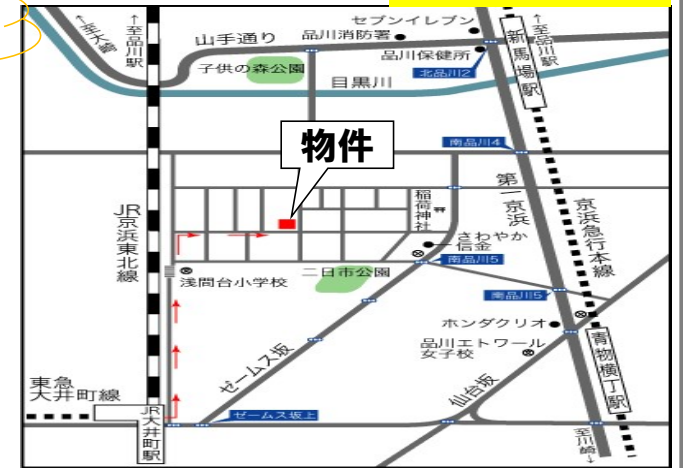 セブンイレブン
山手通り
品川消防署
↑至品川駅
↑至品川駅
←至大崎
品川保健所
新馬場駅
子供の森公園
北品川2
目黒川
物件
南品川4
第一京浜
京浜急行本線
稲荷神社
JR京浜東北線
さわやか
信金
南品川5
浅間台小学校
二日市公園
南品川5
ホンダクリオ
品川エトワール
女子校
青物横丁駅
ゼームス坂
仙台坂
東急
大井町線
JR大井町駅
ゼームス坂上
至川崎↓